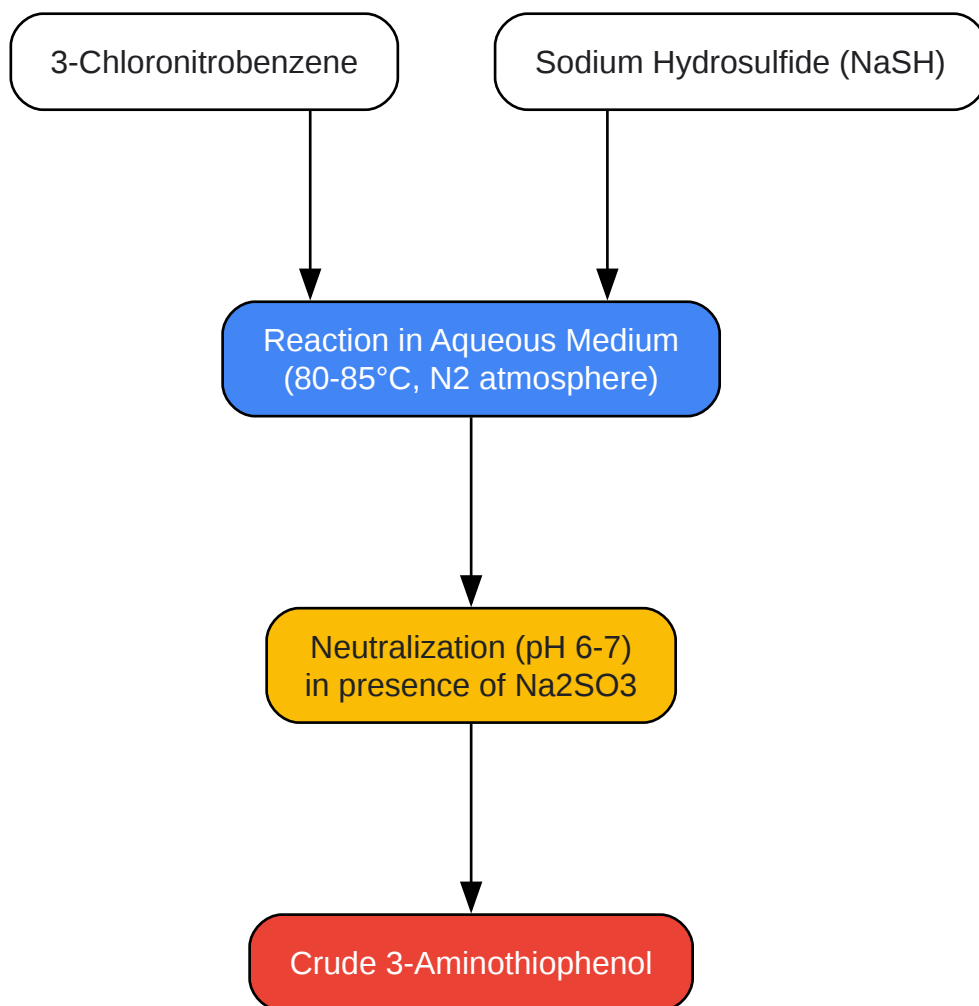 3-Chloronitrobenzene
Sodium Hydrosulfide (NaSH)
Reaction in Aqueous Medium
(80-85°C, N2 atmosphere)
Neutralization (pH 6-7)
in presence of Na2SO3
Crude 3-Aminothiophenol